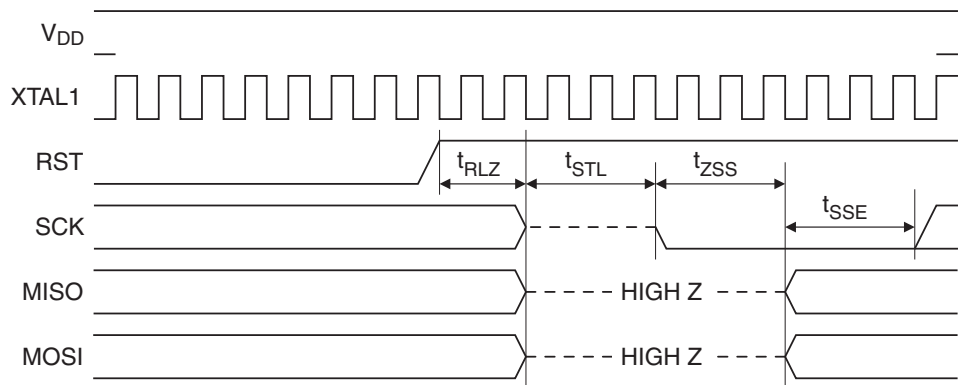 VDD
XTAL1
RST
tRLZ
tSTL
tZSS
SCK
tSSE
MISO
HIGH Z
MOSI
HIGH Z